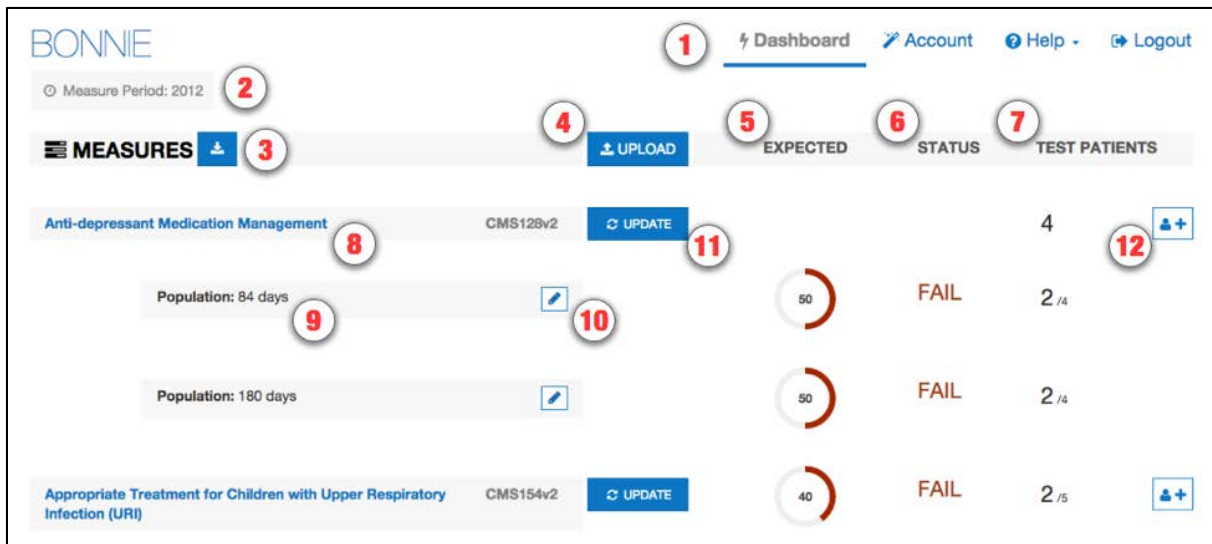 BONNIE
1
Dashboard
Account
Help
Logout
Measure Period: 2012
2
MEASURES
3
4
UPLOAD
5
EXPECTED
6
STATUS
7
TEST PATIENTS
Anti-depressant Medication Management
8
CMS128v2
UPDATE
11
4
12
Population: 84 days
9
10
50
FAIL
2 /4
Population: 180 days
50
FAIL
2 /4
Appropriate Treatment for Children with Upper Respiratory
Infection (URI)
CMS154v2
UPDATE
40
FAIL
2 /5